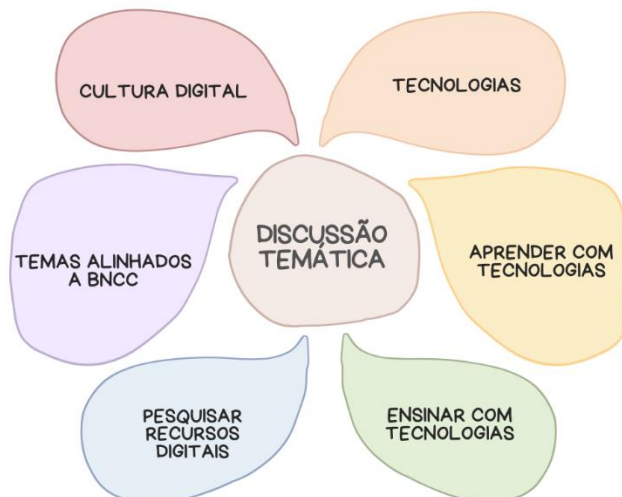 CULTURA DIGITAL
TECNOLOGIAS
DISCUSSÃO
TEMÁTICA
TEMAS ALINHADOS
A BNCC
APRENDER COM
TECNOLOGIAS
PESQUISAR
RECURSOS
DIGITAIS
ENSINAR COM
TECNOLOGIAS